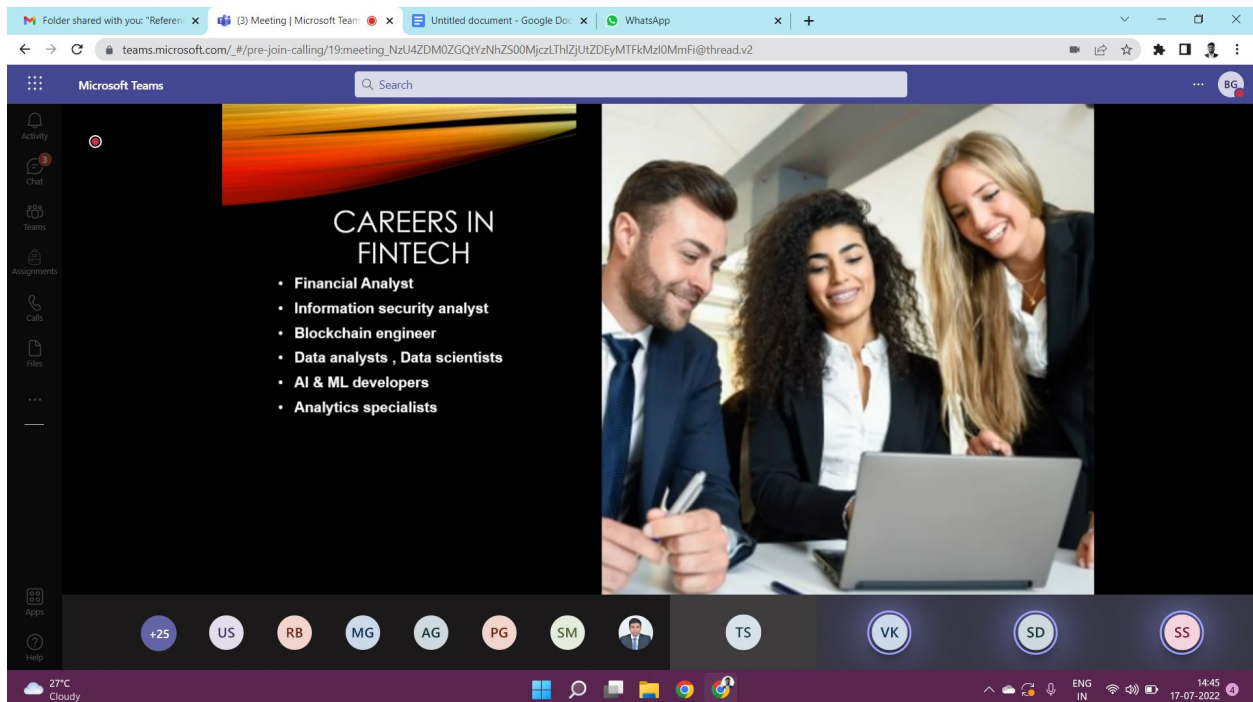 Folder shared with you: "Referen
(3) Meeting | Microsoft Team
Untitled document - Google Doc
WhatsApp
teams.microsoft.com/_#/pre-join-calling/19:meeting_NzU4ZDM0ZGQtYzNhZS00MjczLThlZjUtZDEyMTFkMzI0MmFi@thread.v2
Microsoft Teams
Search
BG
Activity
3
Chat
Teams
Assignments
Calls
Files
Apps
Help
CAREERS IN
FINTECH
• Financial Analyst
• Information security analyst
• Blockchain engineer
• Data analysts , Data scientists
• AI & ML developers
• Analytics specialists
+25
US
RB
MG
AG
PG
SM
TS
VK
SD
SS
27°C
Cloudy
ENG
IN
14:45
17-07-2022
4